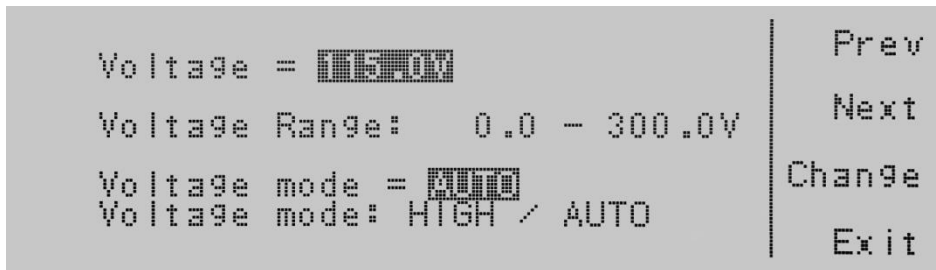 Voltage = 115.0V
Voltage Range: 0.0 - 300.0V
Voltage mode = AUTO
Voltage mode: HIGH / AUTO
Prev
Next
Change
Exit